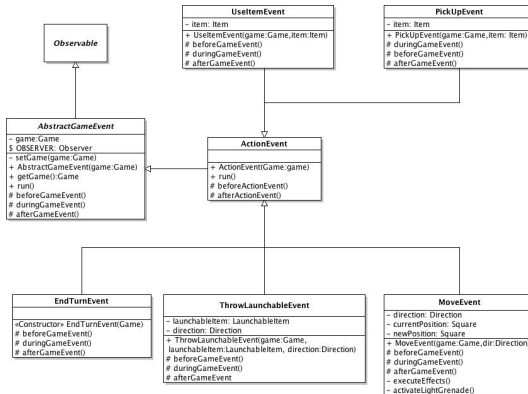 UseItemEvent
- item: Item
+ UseItemEvent(game:Game,item:Item)
# beforeGameEvent()
# duringGameEvent()
# afterGameEvent()
PickUpEvent
- item: Item
+ PickUpEvent(game:Game,item: Item)
# duringGameEvent()
# beforeGameEvent()
# afterGameEvent()
Observable
AbstractGameEvent
- game:Game
$ OBSERVER: Observer
- setGame(game:Game)
+ AbstractGameEvent(game:Game)
+ getGame():Game
+ run()
# beforeGameEvent()
# duringGameEvent()
# afterGameEvent()
ActionEvent
+ ActionEvent(Game:game)
+ run()
# beforeActionEvent()
# afterActionEvent()
EndTurnEvent
«Constructor» EndTurnEvent(Game)
# beforeGameEvent()
# duringGameEvent()
# afterGameEvent()
ThrowLaunchableEvent
- launchableItem: LaunchableItem
- direction: Direction
+ ThrowLaunchableEvent(game:Game,
launchableItem:LaunchableItem, direction:Direction)
# beforeGameEvent()
# duringGameEvent()
# afterGameEvent
MoveEvent
- direction: Direction
- currentPosition: Square
- newPosition: Square
+ MoveEvent(game:Game,dir:Direction)
# beforeGameEvent()
# duringGameEvent()
# afterGameEvent()
- executeEffects()
- activateLightGrenade()